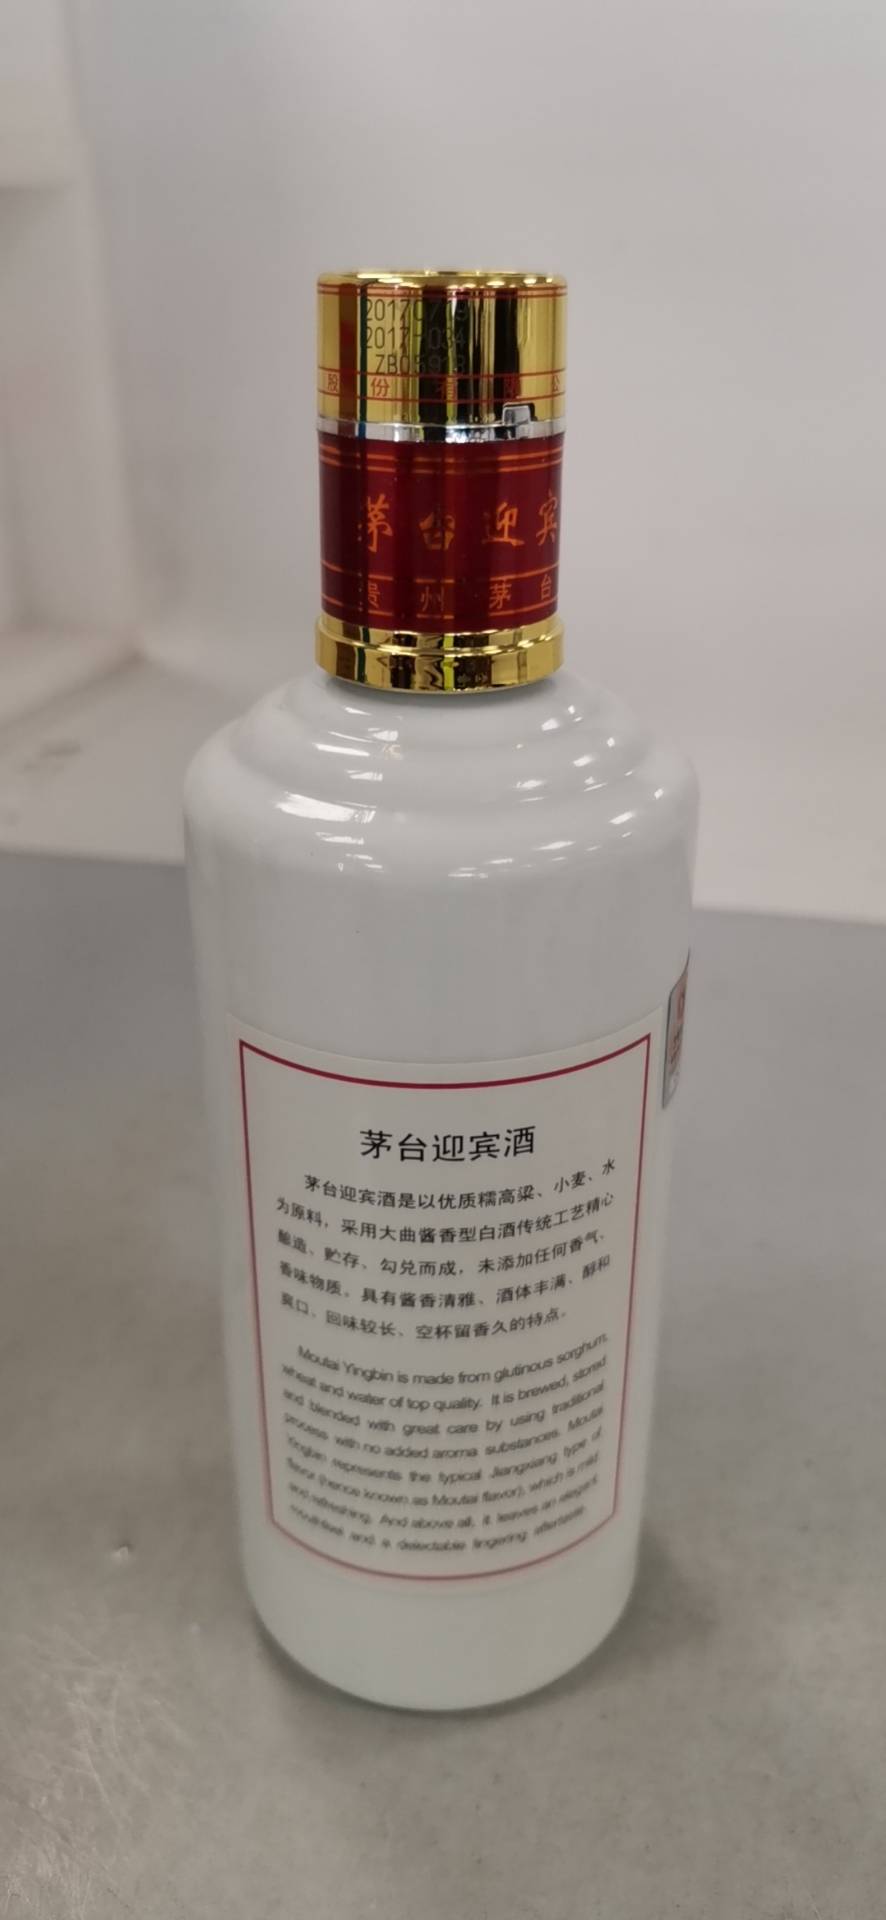 20170719
2017-034
ZB05913
股份有限公
茅台迎宾
贵州茅台
茅台迎宾酒
茅台迎宾酒是以优质糯高粱、小麦、水
为原料，采用大曲酱香型白酒传统工艺精心
酿造、贮存、勾兑而成，未添加任何香气、
香味物质。具有酱香清雅、酒体丰满、醇和
爽口、回味较长、空杯留香久的特点。
Moutai Yingbin is made from glutinous sorghum,
wheat and water of top quality. It is brewed, stored
and blended with great care by using traditional
process with no added aroma substances. Moutai
Yingbin represents the typical Jiangxiang type of
flavor (hence known as Moutai flavor), which is mild
and refreshing. And above all, it leaves an elegant
mouthfeel and a delectable lingering aftertaste.